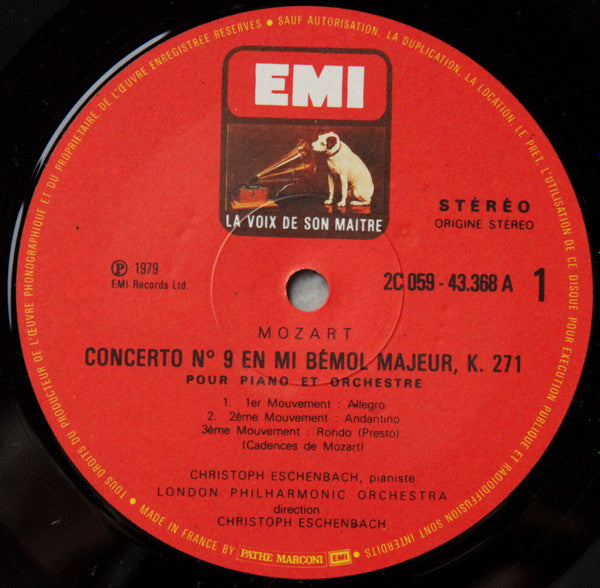 TOUS DROITS DU PRODUCTEUR DE L'ŒUVRE PHONOGRAPHIQUE ET DU PROPRIETAIRE DE L'ŒUVRE ENREGISTREE RESERVES • SAUF AUTORISATION. LA DUPLICATION. LA LOCATION. LE PRET. L'UTILISATION DE CE DISQUE POUR EXECUTION PUBLIQUE ET RADIODIFFUSION SONT INTERDITS •
EMI
LA VOIX DE SON MAITRE
STÉRÉO
ORIGINE STEREO
Ⓟ 1979
EMI Records Ltd.
2C 059 - 43.368 A 1
MOZART
CONCERTO Nº 9 EN MI BÉMOL MAJEUR, K. 271
POUR PIANO ET ORCHESTRE
1. 1er Mouvement : Allegro
2. 2ème Mouvement : Andantino
3ème Mouvement : Rondo (Presto)
(Cadences de Mozart)
CHRISTOPH ESCHENBACH, pianiste
LONDON PHILHARMONIC ORCHESTRA
direction :
CHRISTOPH ESCHENBACH
MADE IN FRANCE BY PATHE MARCONI EMI